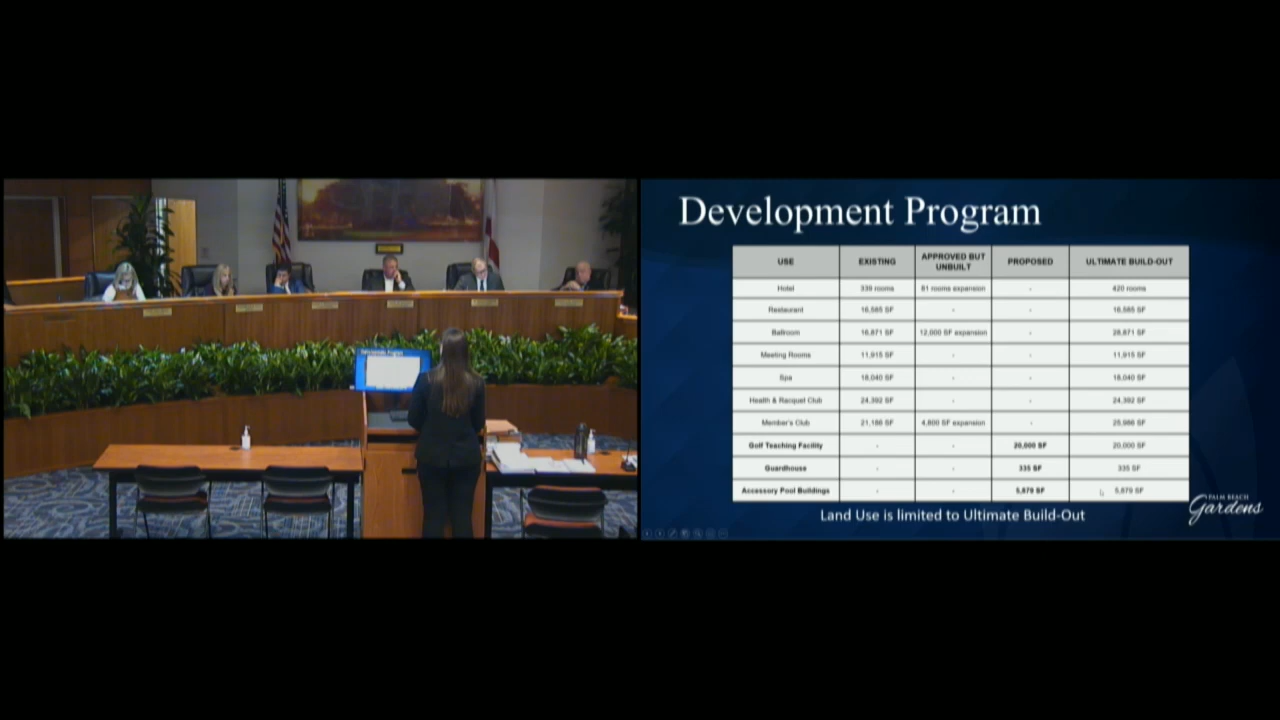 Development Program
USE EXISTING APPROVED BUT UNBUILT PROPOSED ULTIMATE BUILD-OUT
Hotel 339 rooms 81 rooms expansion - 420 rooms
Restaurant 16,585 SF - - 16,585 SF
Ballroom 16,871 SF 12,000 SF expansion - 28,871 SF
Meeting Rooms 11,915 SF - - 11,915 SF
Spa 18,040 SF - - 18,040 SF
Health & Racquet Club 24,392 SF - - 24,392 SF
Member's Club 21,186 SF 4,800 SF expansion - 25,986 SF
Golf Teaching Facility - - 20,000 SF 20,000 SF
Guardhouse - - 335 SF 335 SF
Accessory Pool Buildings - - 5,879 SF 5,879 SF
Land Use is limited to Ultimate Build-Out
PALM BEACH
Gardens